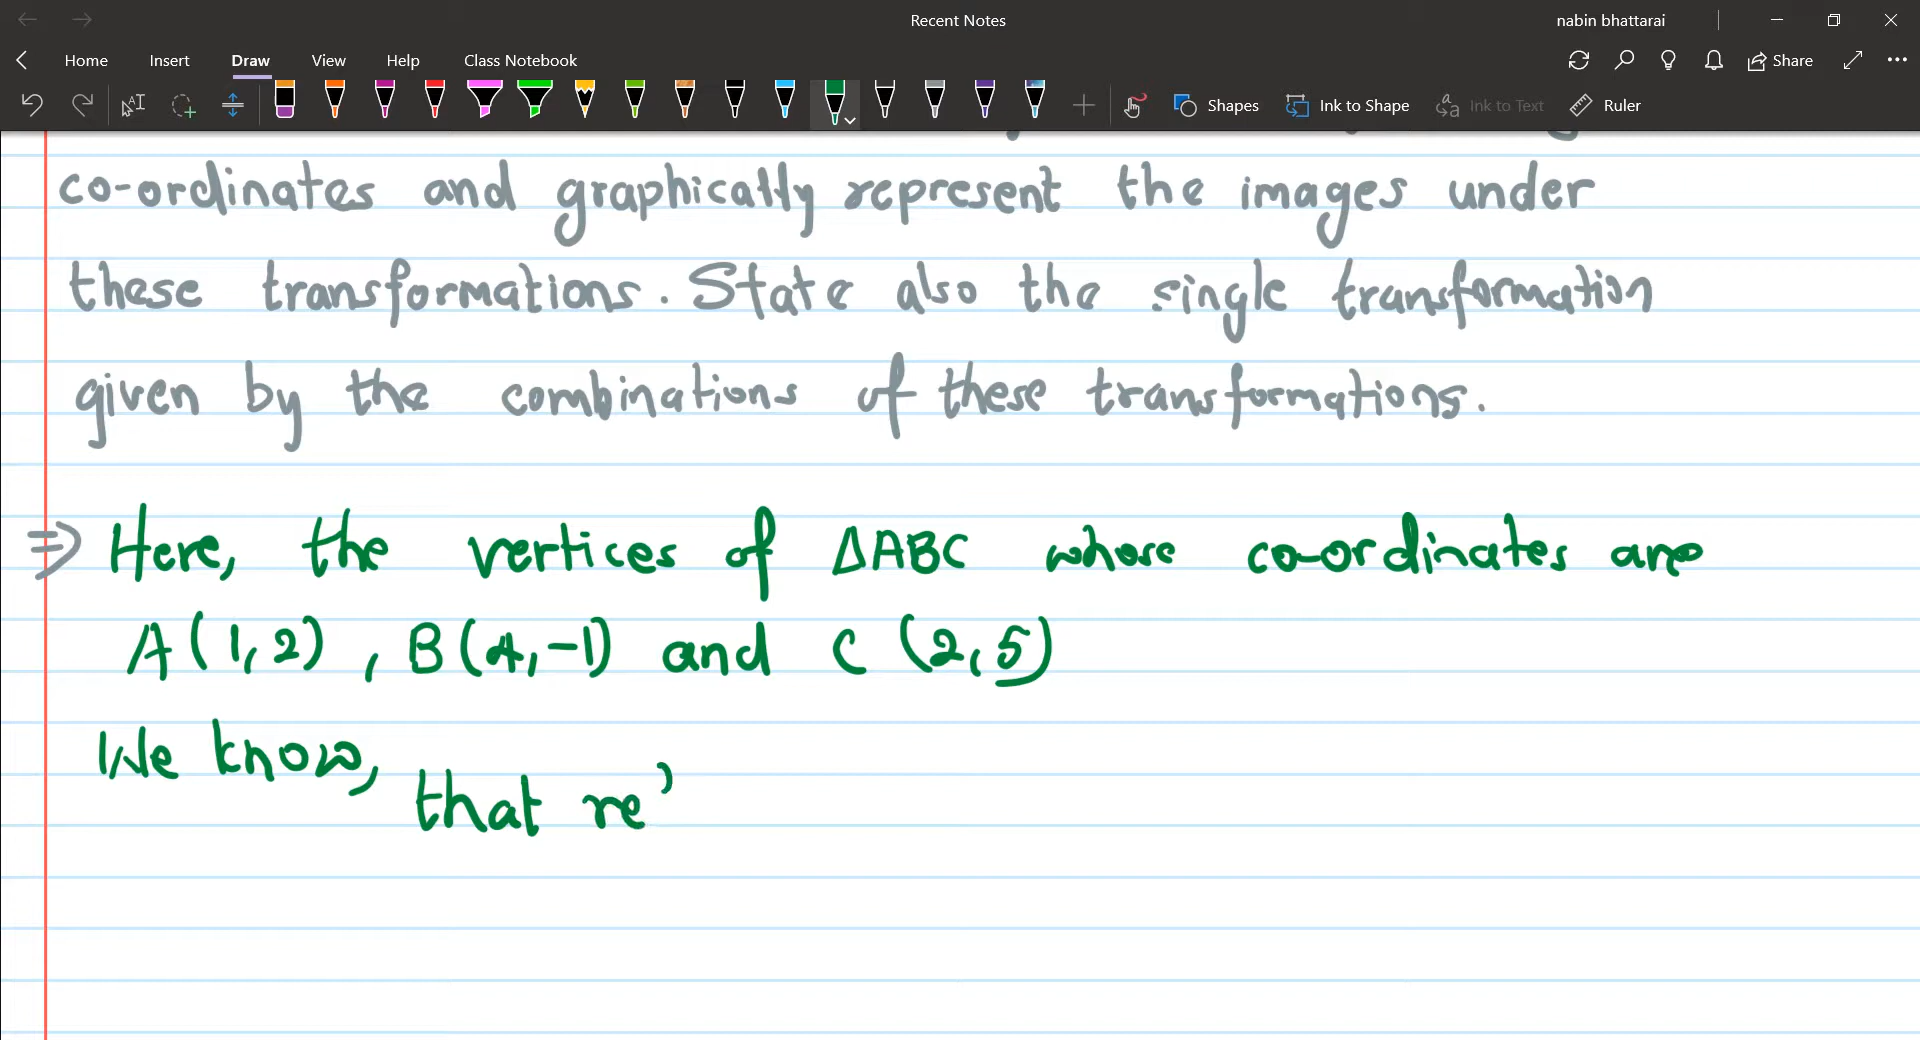 Recent Notes
nabin bhattarai
Home Insert Draw View Help Class Notebook
Share
Shapes Ink to Shape Ink to Text Ruler
co-ordinates and graphically represent the images under
these transformations. State also the single transformation
given by the combinations of these transformations.
⇒ Here, the vertices of ΔABC whose co-ordinates are
A(1,2), B(4,-1) and C(2,5)
We know,
that re